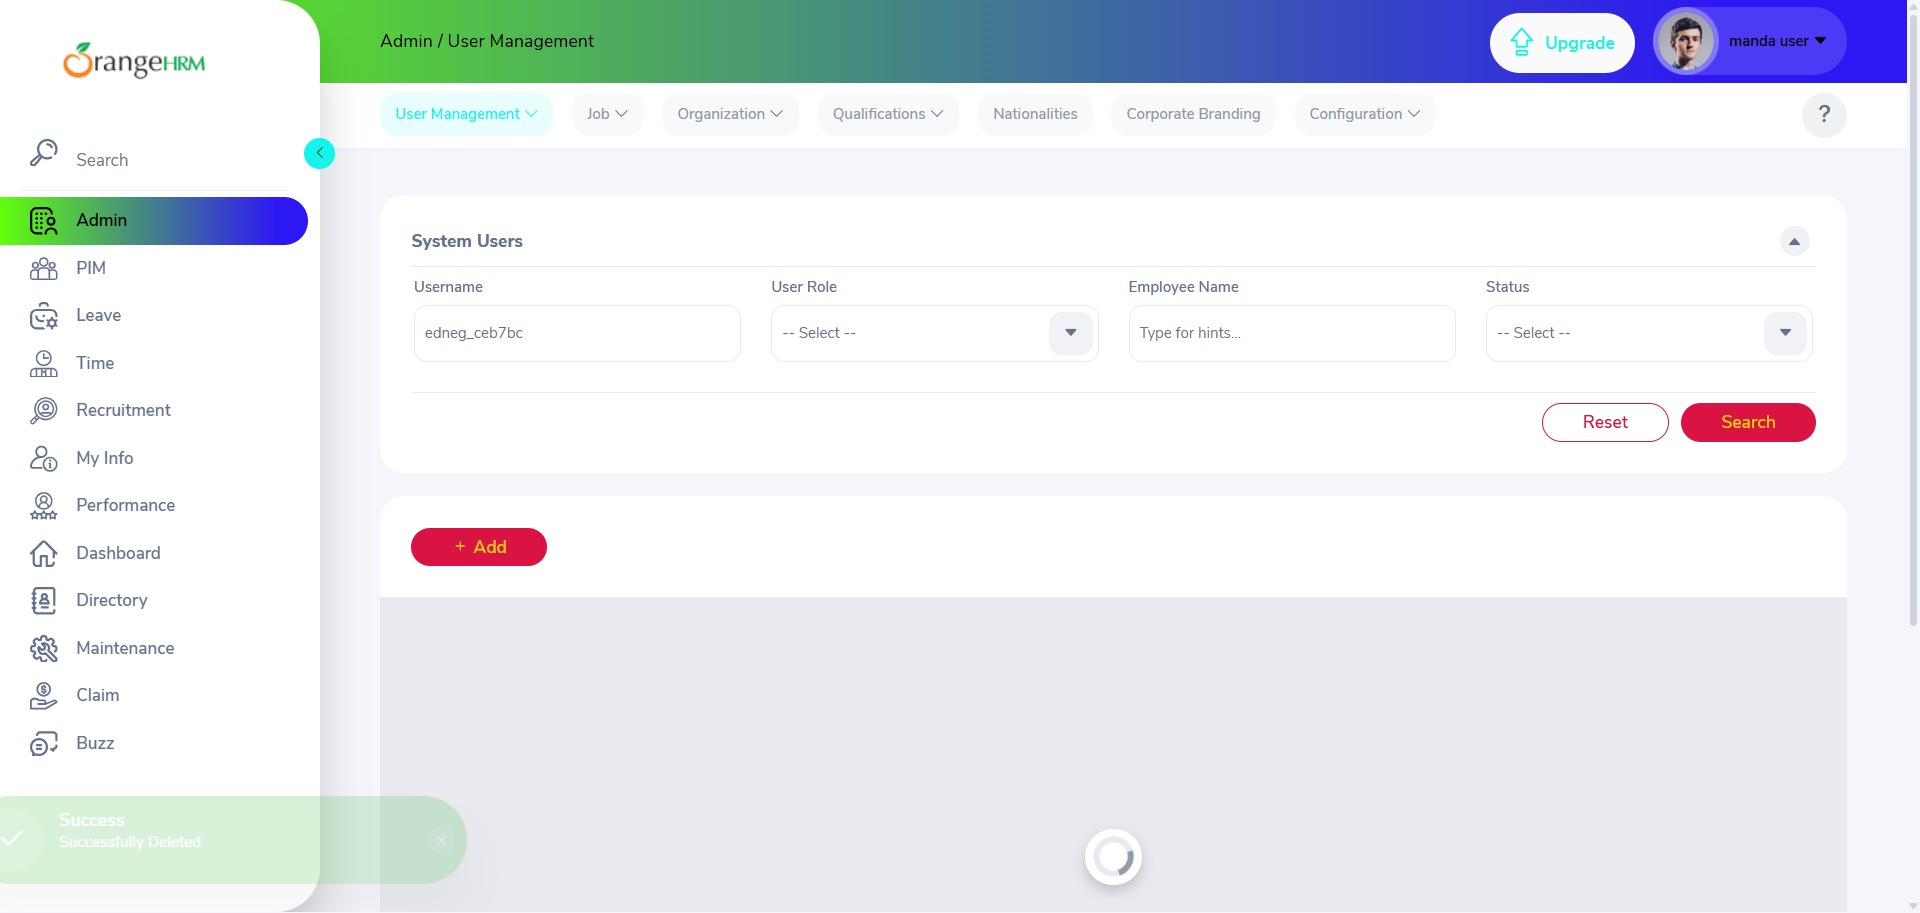 OrangeHRM
Admin / User Management
Upgrade
manda user
User Management
Job
Organization
Qualifications
Nationalities
Corporate Branding
Configuration
?
Search
Admin
PIM
Leave
Time
Recruitment
My Info
Performance
Dashboard
Directory
Maintenance
Claim
Buzz
System Users
Username
User Role
Employee Name
Status
edneg_ceb7bc
-- Select --
Type for hints...
-- Select --
Reset
Search
+ Add
Success
Successfully Deleted
×